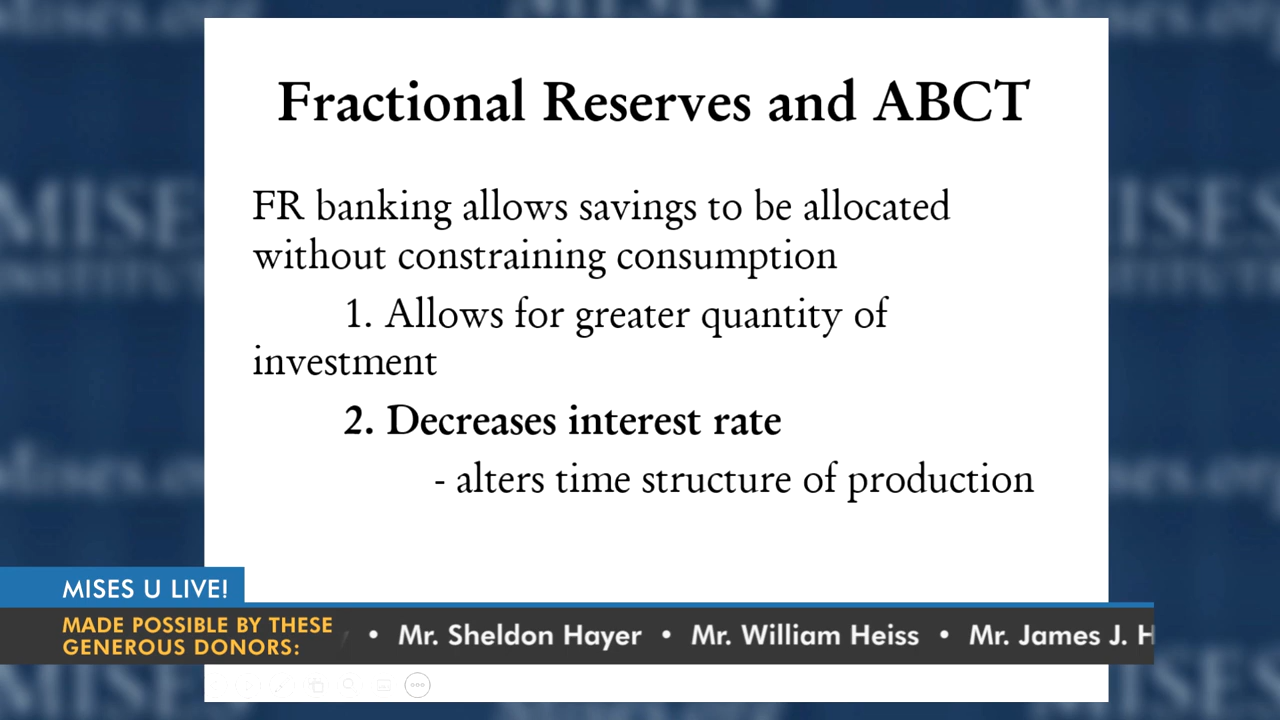 Fractional Reserves and ABCT
FR banking allows savings to be allocated
without constraining consumption
1. Allows for greater quantity of
investment
2. Decreases interest rate
- alters time structure of production
MISES U LIVE!
MADE POSSIBLE BY THESE
GENEROUS DONORS:
• Mr. Sheldon Hayer • Mr. William Heiss • Mr. James J. H